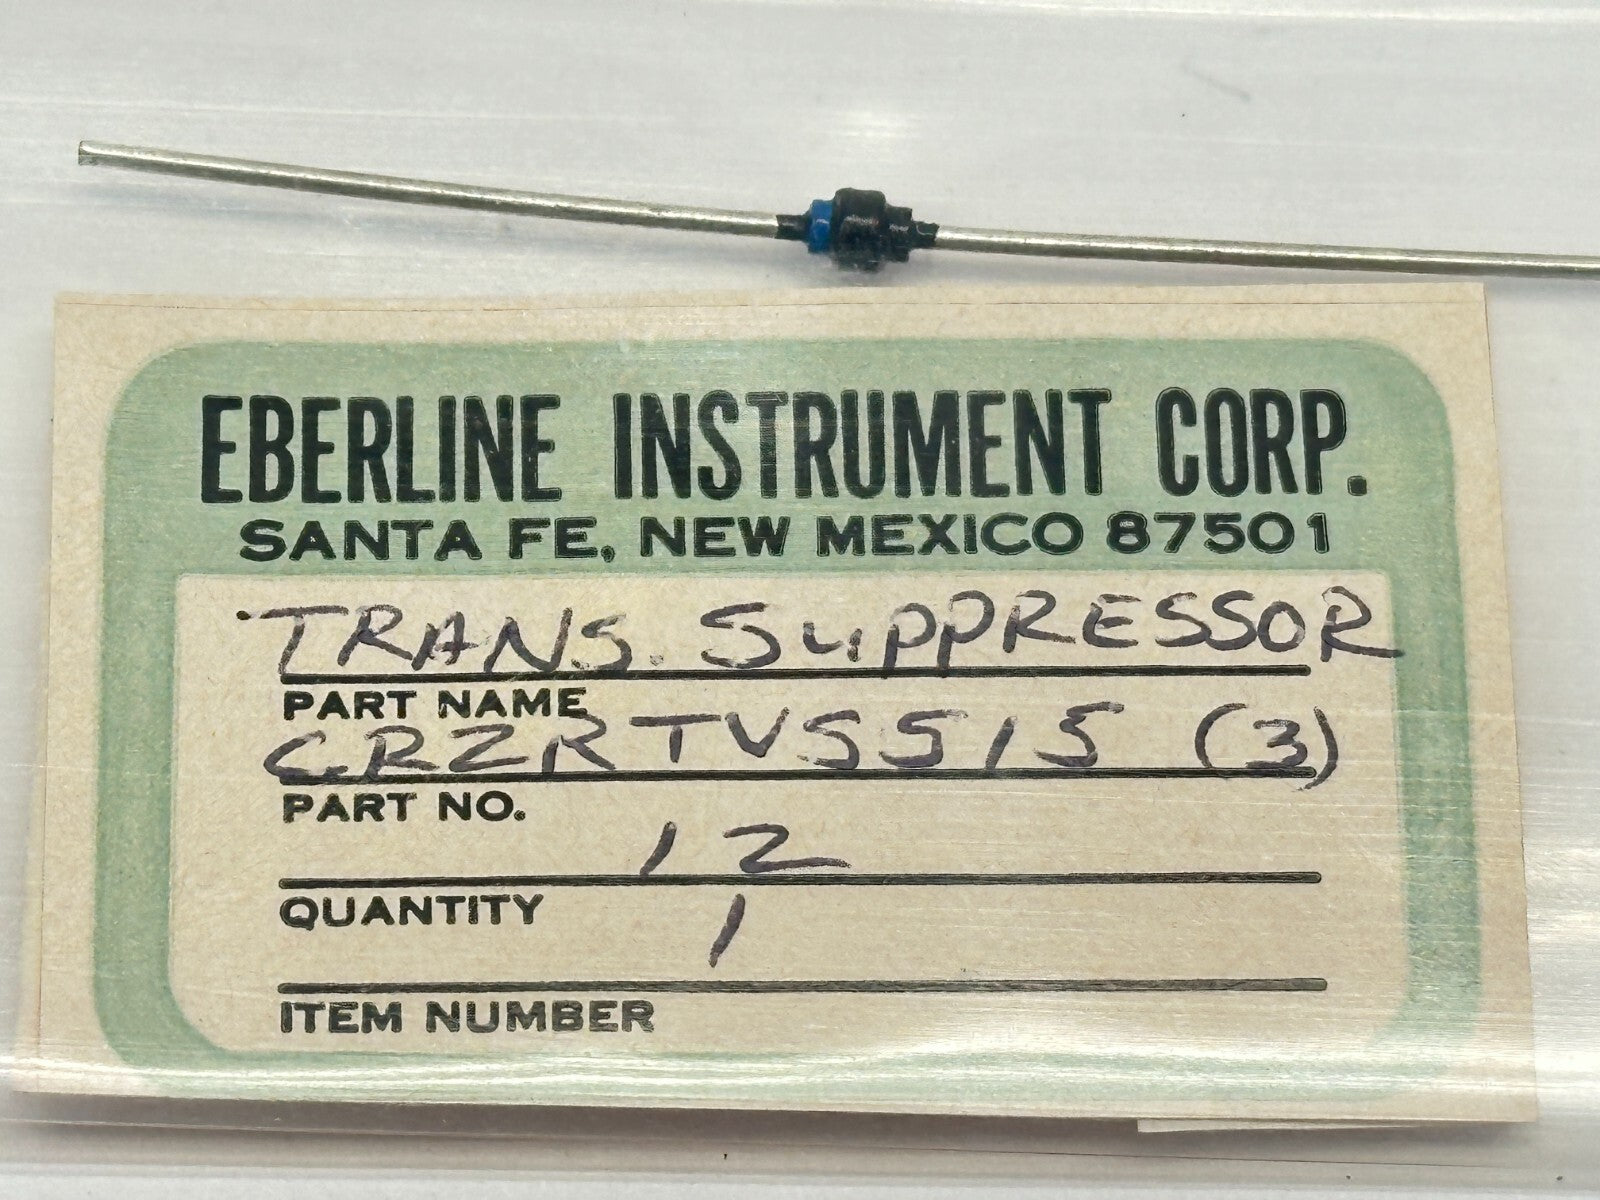 EBERLINE INSTRUMENT CORP.
SANTA FE, NEW MEXICO 87501
TRANS. SUPPRESSOR
PART NAME
CRZRTVS515 (3)
PART NO.
12
QUANTITY
1
ITEM NUMBER